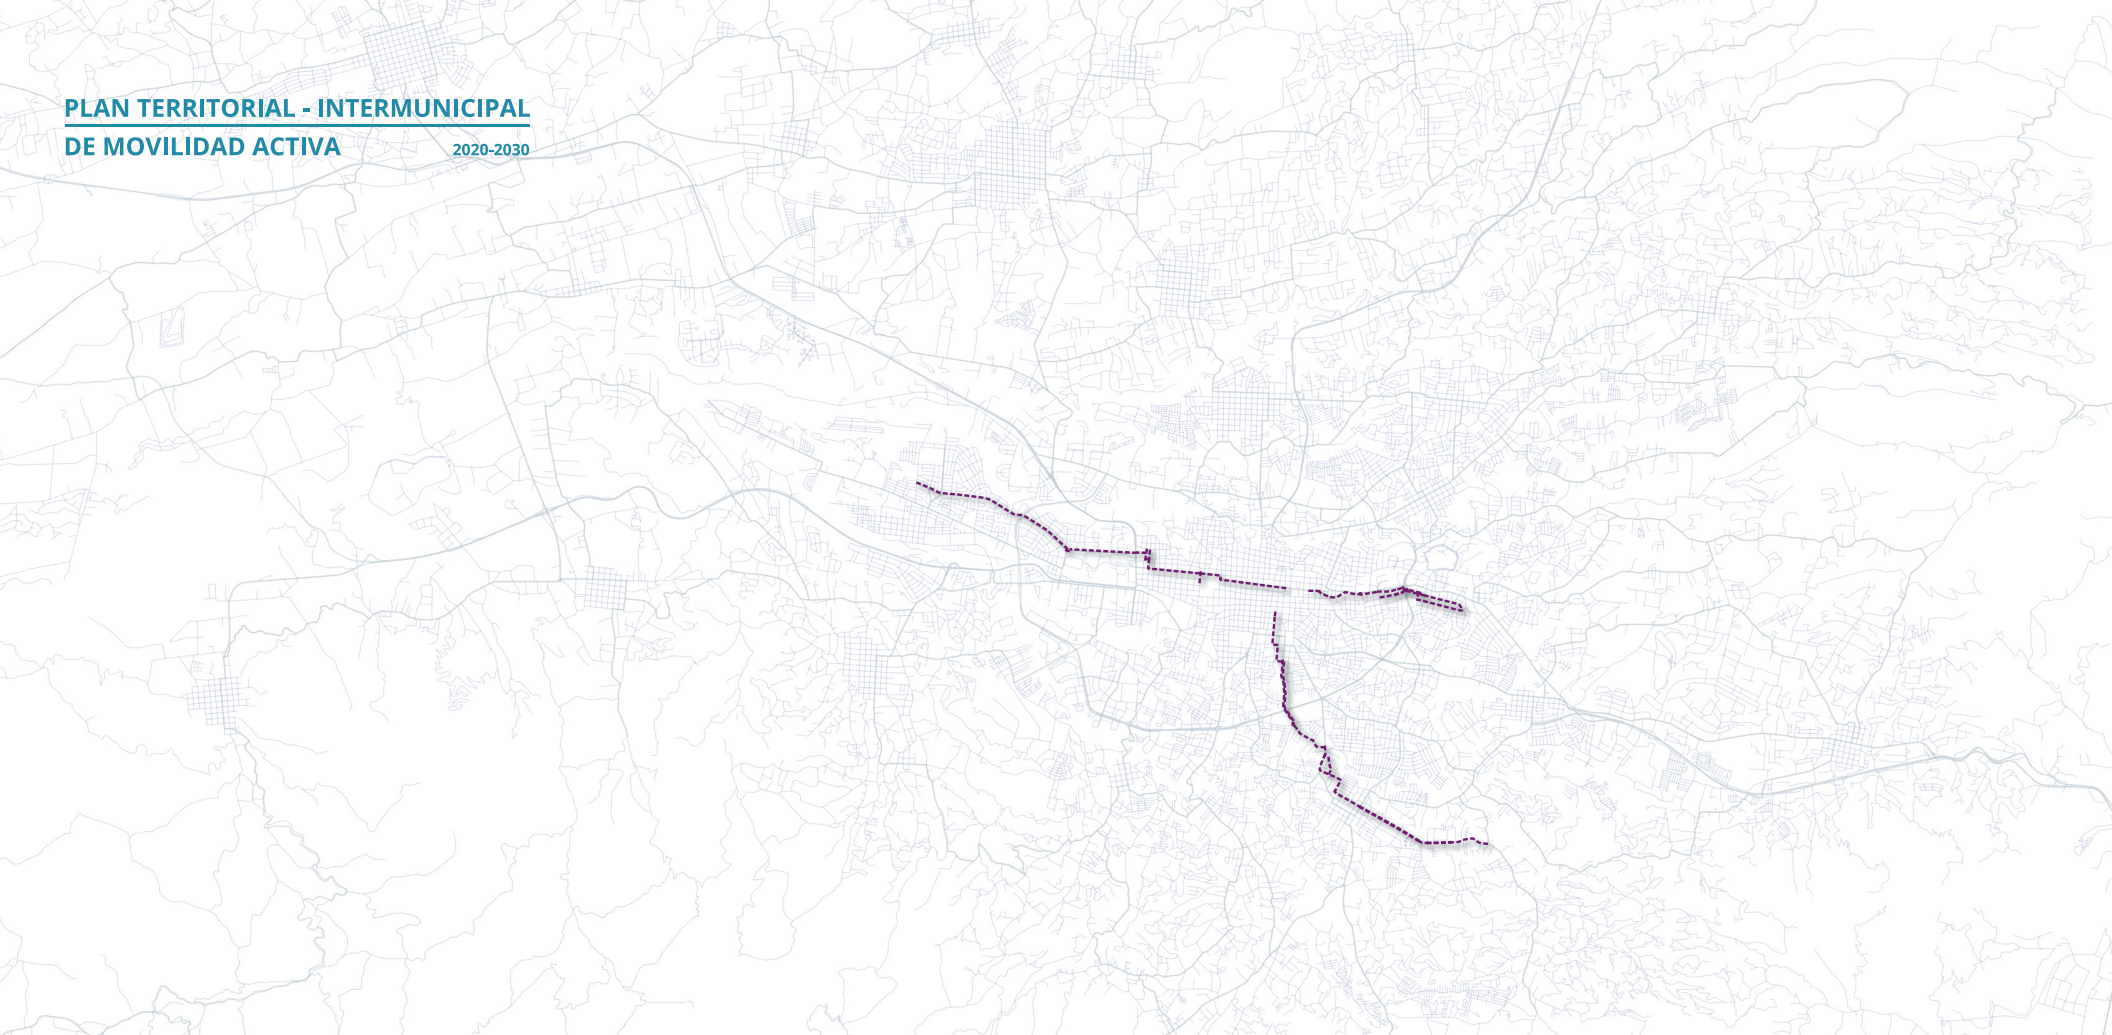 PLAN TERRITORIAL - INTERMUNICIPAL
DE MOVILIDAD ACTIVA 2020-2030